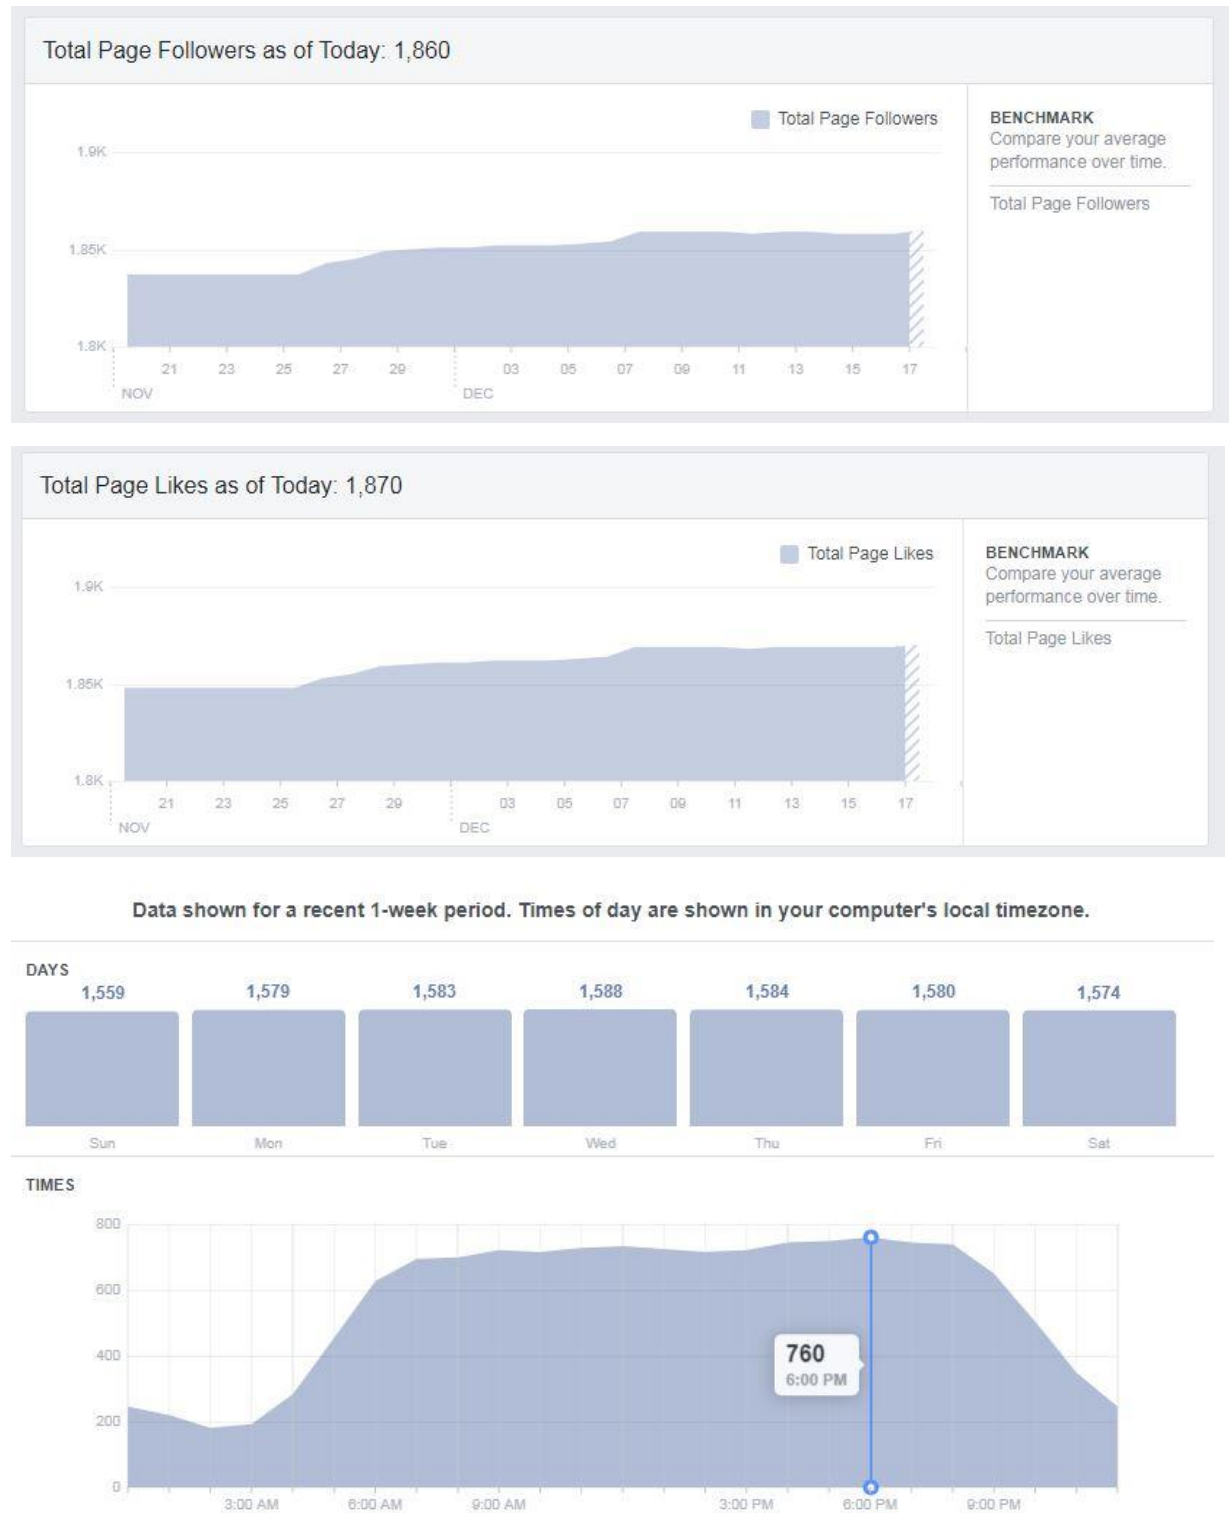 Total Page Followers as of Today: 1,860
Total Page Followers
BENCHMARK
Compare your average
performance over time.
Total Page Followers
1.9K
1.85K
1.8K
21 23 25 27 29 03 05 07 09 11 13 15 17
NOV DEC
Total Page Likes as of Today: 1,870
Total Page Likes
BENCHMARK
Compare your average
performance over time.
Total Page Likes
1.9K
1.85K
1.8K
21 23 25 27 29 03 05 07 09 11 13 15 17
NOV DEC
Data shown for a recent 1-week period. Times of day are shown in your computer's local timezone.
DAYS
1,559 1,579 1,583 1,588 1,584 1,580 1,574
Sun Mon Tue Wed Thu Fri Sat
TIMES
800
600
400
200
0
760
6:00 PM
3:00 AM 6:00 AM 9:00 AM 3:00 PM 6:00 PM 9:00 PM